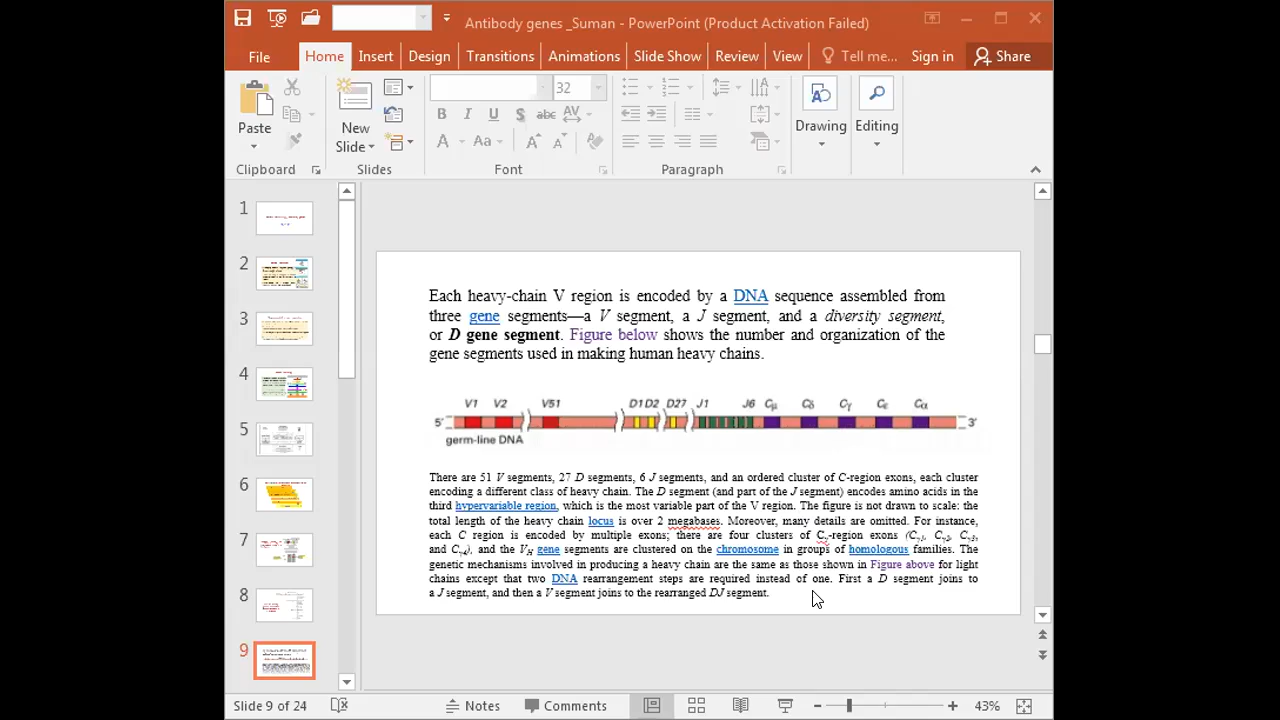 Antibody genes _Suman - PowerPoint (Product Activation Failed)
File Home Insert Design Transitions Animations Slide Show Review View Tell me... Sign in Share
32
Paste New Slide Drawing Editing
B I U S abc AV
A Aa A A
Clipboard Slides Font Paragraph
1
2
3
4
5
6
7
8
9
Each heavy-chain V region is encoded by a DNA sequence assembled from
three gene segments—a V segment, a J segment, and a diversity segment,
or D gene segment. Figure below shows the number and organization of the
gene segments used in making human heavy chains.
V1 V2 V51 D1 D2 D27 J1 J6 Cμ Cδ Cγ Cε Cα
5′ 3′
germ-line DNA
There are 51 V segments, 27 D segments, 6 J segments, and an ordered cluster of C-region exons, each cluster
encoding a different class of heavy chain. The D segment (and part of the J segment) encodes amino acids in the
third hypervariable region, which is the most variable part of the V region. The figure is not drawn to scale: the
total length of the heavy chain locus is over 2 megabases. Moreover, many details are omitted. For instance,
each C region is encoded by multiple exons; there are four clusters of Cγ-region exons (Cγ1, Cγ2, Cγ3,
and Cγ4), and the VH gene segments are clustered on the chromosome in groups of homologous families. The
genetic mechanisms involved in producing a heavy chain are the same as those shown in Figure above for light
chains except that two DNA rearrangement steps are required instead of one. First a D segment joins to
a J segment, and then a V segment joins to the rearranged DJ segment.
Slide 9 of 24 Notes Comments 43%